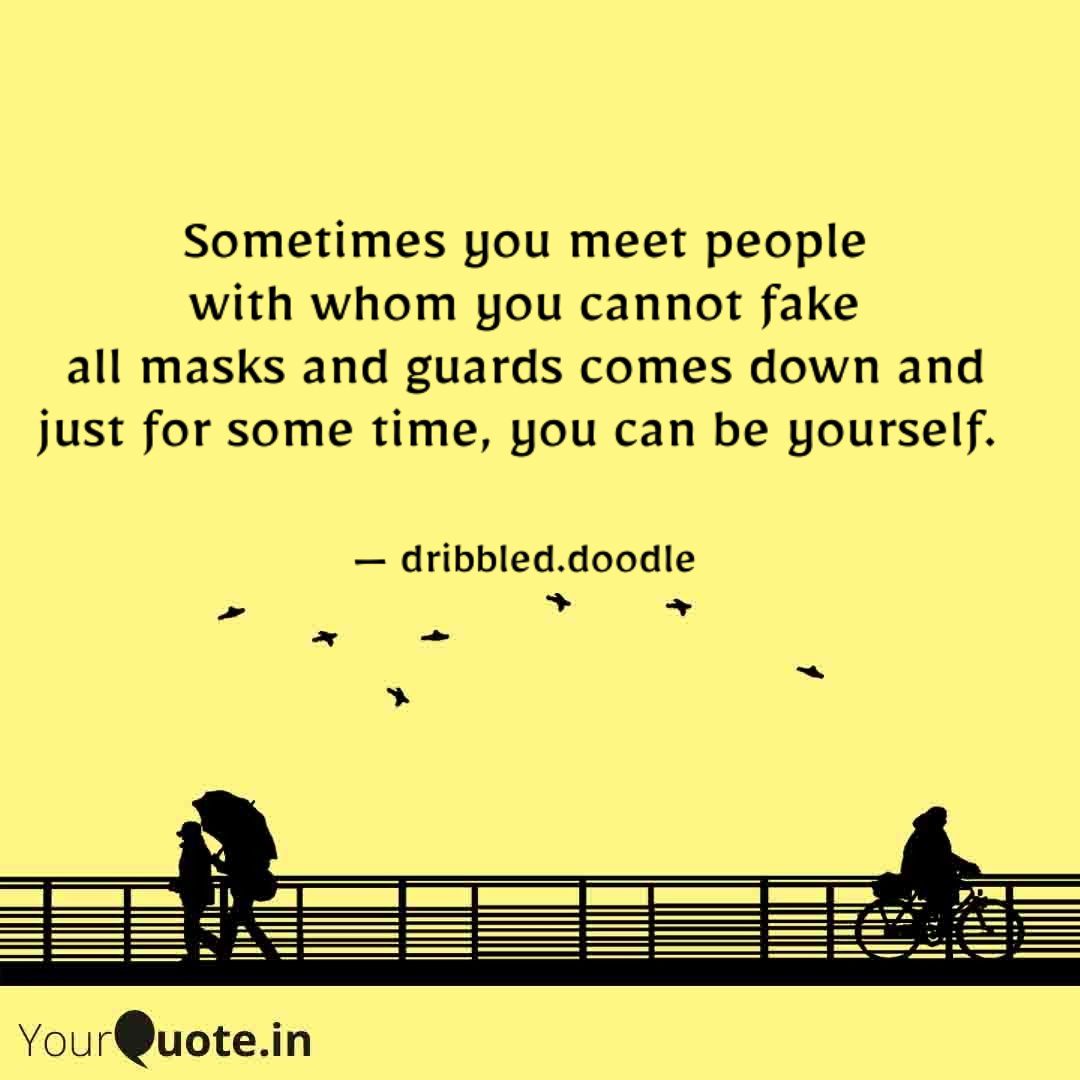 Sometimes you meet people
with whom you cannot fake
all masks and guards comes down and
just for some time, you can be yourself.
— dribbled.doodle
YourQuote.in